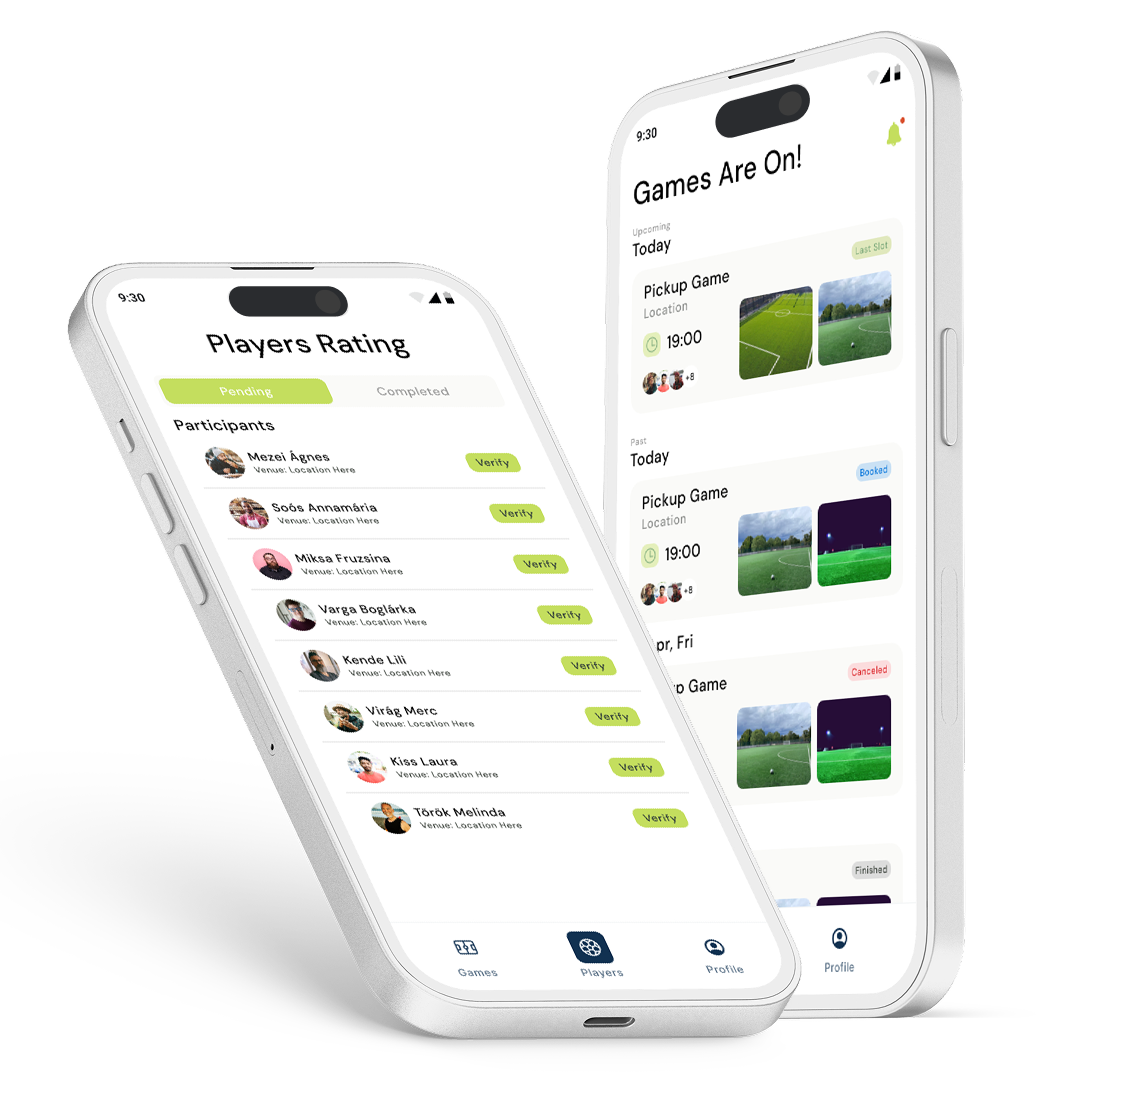 9:30
Players Rating
Pending
Completed
Participants
Mezei Ágnes
Venue: Location Here
Verify
Soós Annamária
Venue: Location Here
Verify
Miksa Fruzsina
Venue: Location Here
Verify
Varga Boglárka
Venue: Location Here
Verify
Kende Lili
Venue: Location Here
Verify
Virág Merc
Venue: Location Here
Verify
Kiss Laura
Venue: Location Here
Verify
Török Melinda
Venue: Location Here
Verify
Games
Players
Profile
9:30
Games Are On!
Upcoming
Today
Last Slot
Pickup Game
Location
19:00
+8
Past
Today
Booked
Pickup Game
Location
19:00
+8
pr, Fri
Canceled
p Game
Finished
Profile